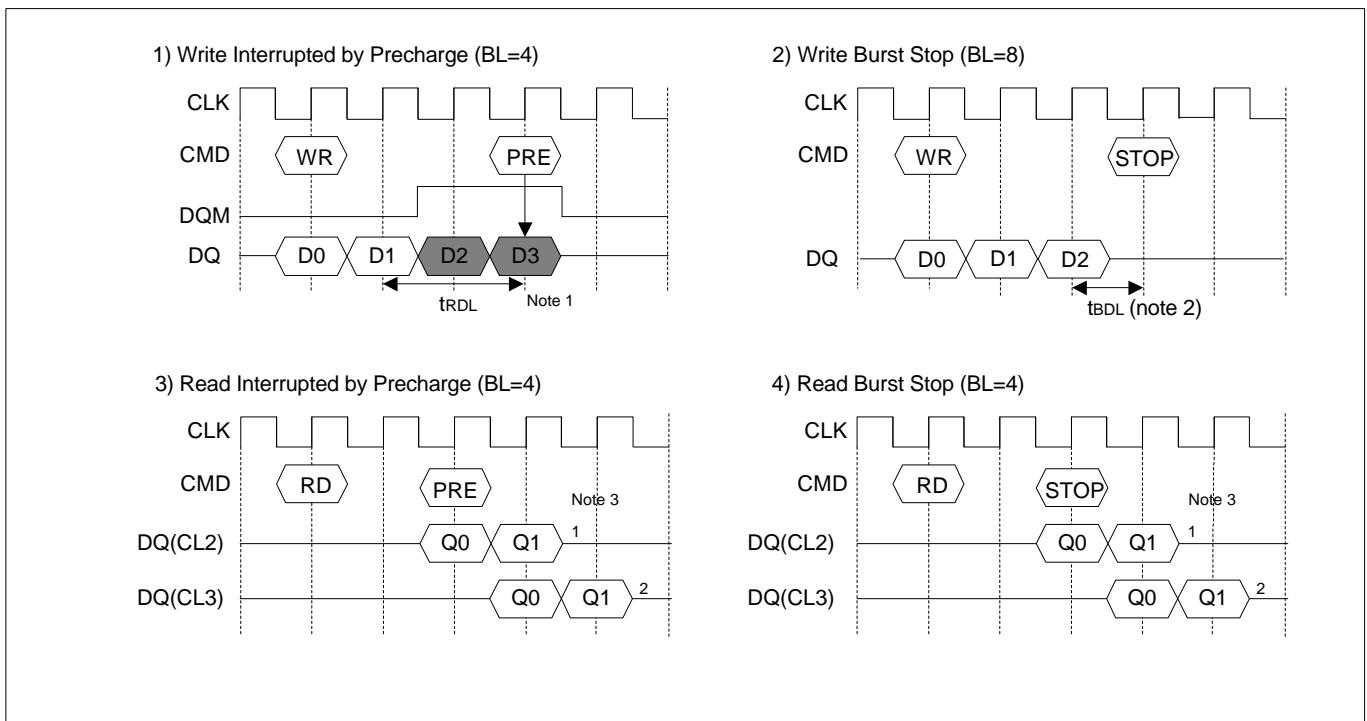 1) Write Interrupted by Precharge (BL=4)
CLK
CMD
WR
PRE
DQM
DQ
D0
D1
D2
D3
tRDL
Note 1
2) Write Burst Stop (BL=8)
CLK
CMD
WR
STOP
DQ
D0
D1
D2
tBDL (note 2)
3) Read Interrupted by Precharge (BL=4)
CLK
CMD
RD
PRE
Note 3
DQ(CL2)
Q0
Q1
1
DQ(CL3)
Q0
Q1
2
4) Read Burst Stop (BL=4)
CLK
CMD
RD
STOP
Note 3
DQ(CL2)
Q0
Q1
1
DQ(CL3)
Q0
Q1
2